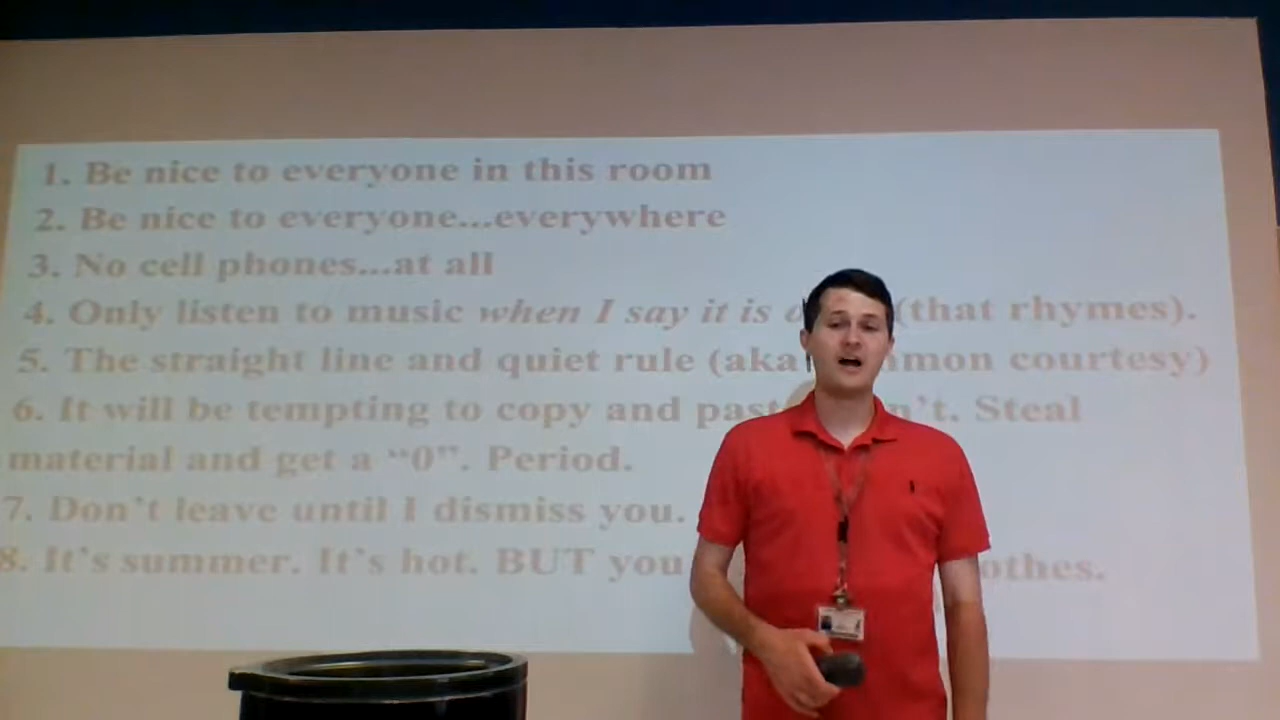 1. Be nice to everyone in this room
2. Be nice to everyone...everywhere
3. No cell phones...at all
4. Only listen to music when I say it is (that rhymes).
5. The straight line and quiet rule (aka courtesy)
6. It will be tempting to copy and Steal
material and get a “0”. Period.
7. Don’t leave until I dismiss you.
8. It’s summer. It’s hot. BUT you